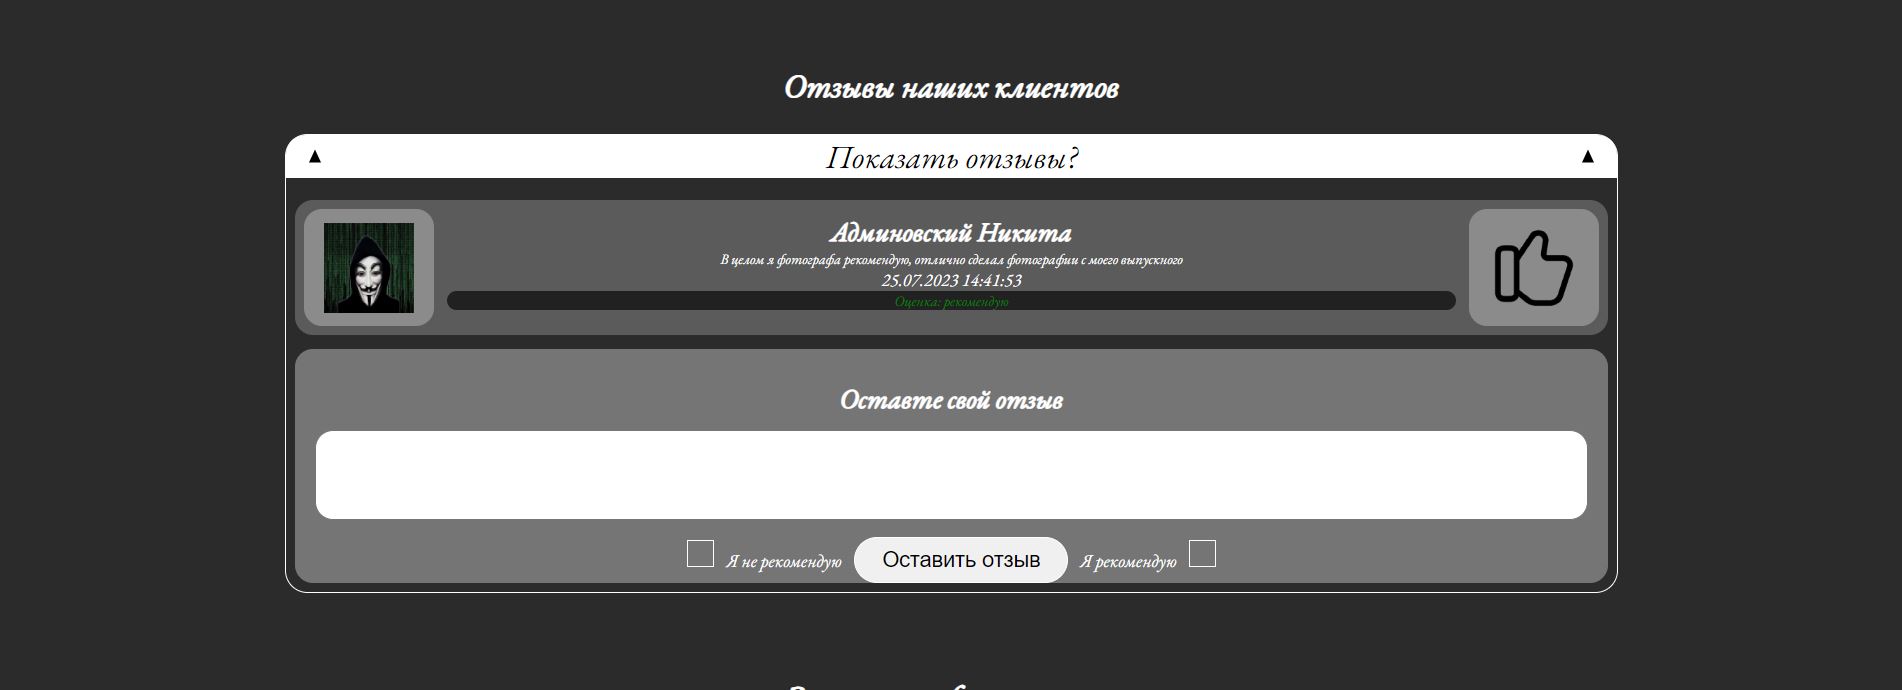 Отзывы наших клиентов
▲ Показать отзывы? ▲
Админовский Никита
В целом я фотографа рекомендую, отлично сделал фотографии с моего выпускного
25.07.2023 14:41:53
Оценка: рекомендую
Оставте свой отзыв
Я не рекомендую Оставить отзыв Я рекомендую